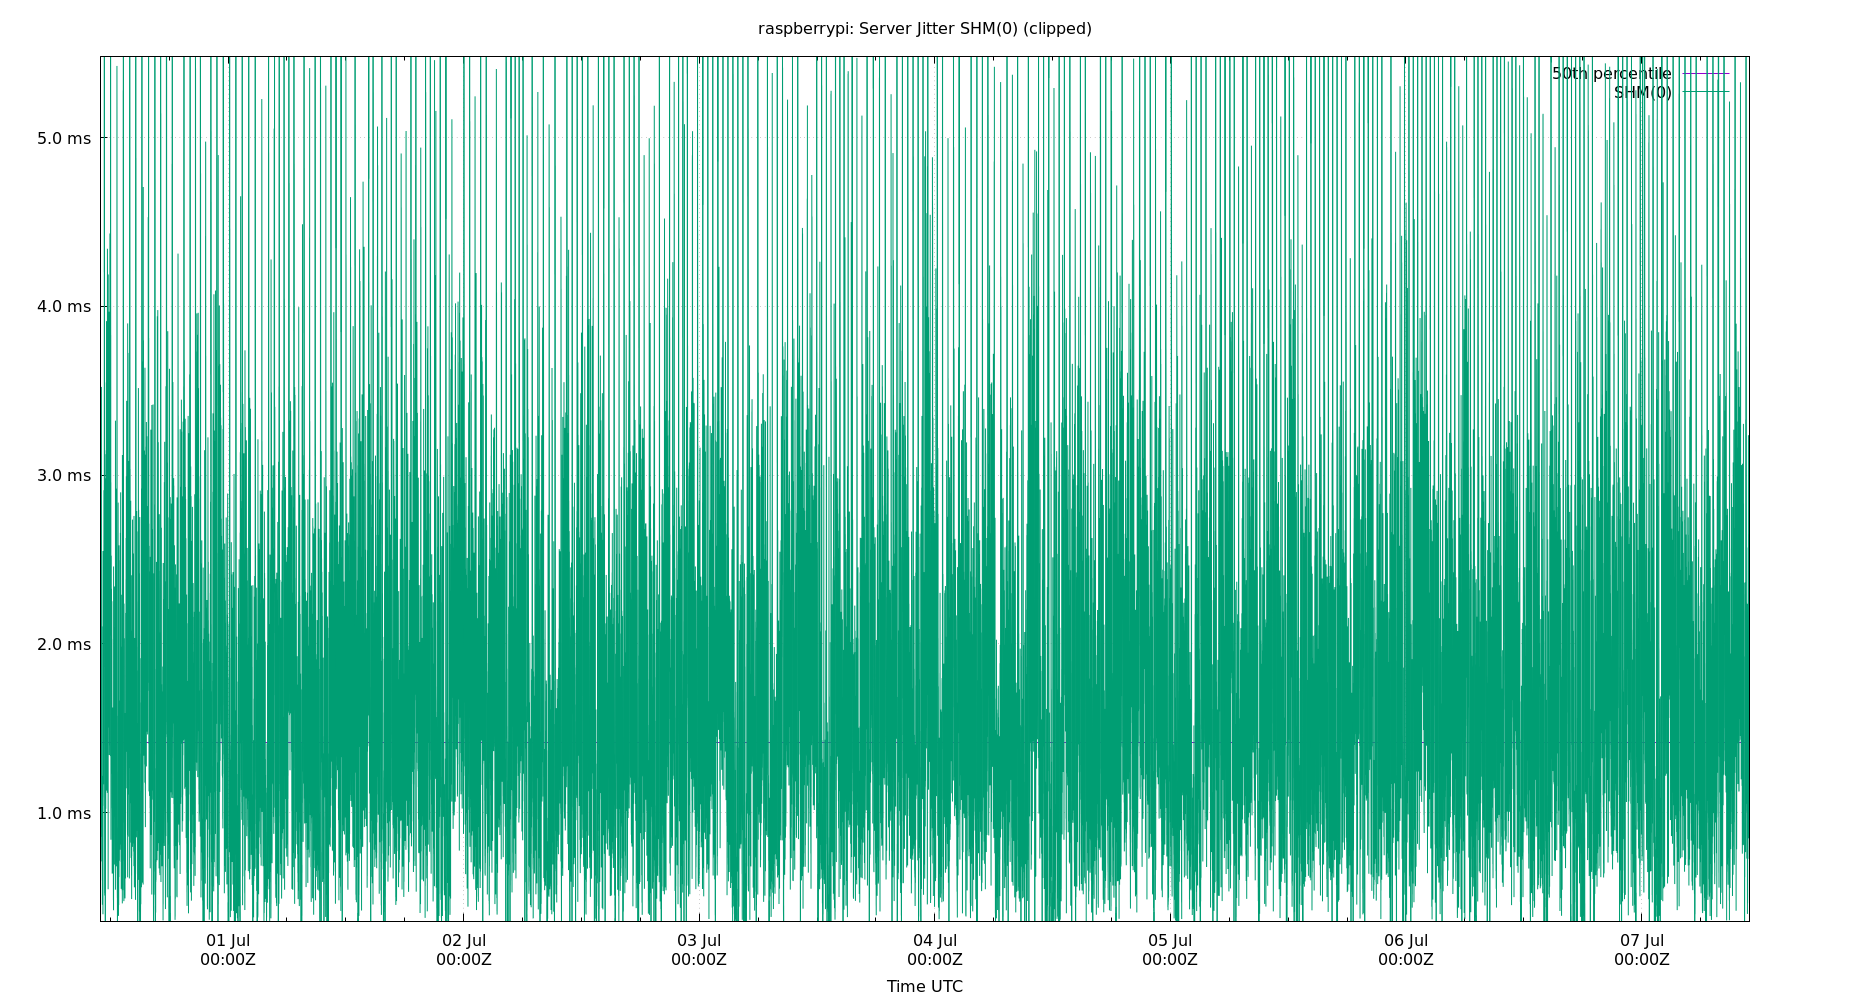 raspberrypi: Server Jitter SHM(0) (clipped)
50th percentile
SHM(0)
5.0 ms
4.0 ms
3.0 ms
2.0 ms
1.0 ms
01 Jul 02 Jul 03 Jul 04 Jul 05 Jul 06 Jul 07 Jul
00:00Z 00:00Z 00:00Z 00:00Z 00:00Z 00:00Z 00:00Z
Time UTC